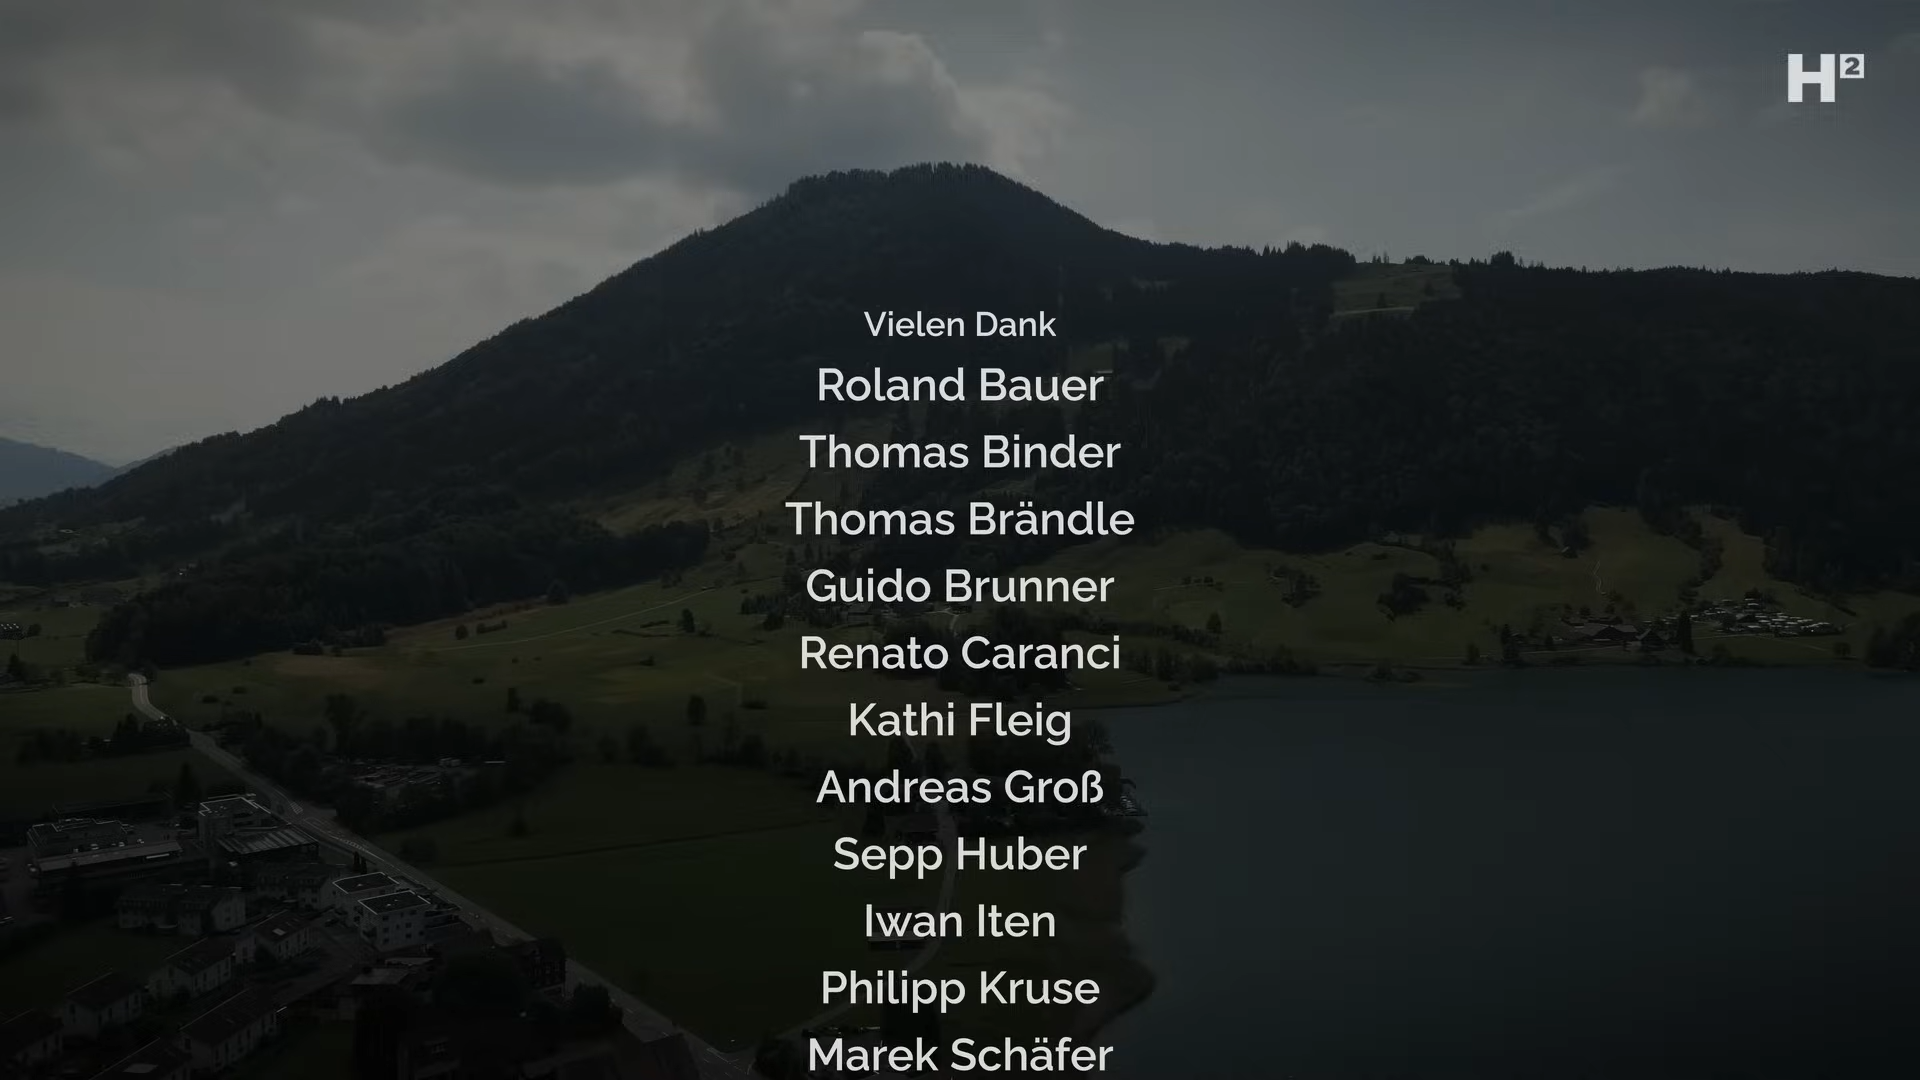 H²
Vielen Dank
Roland Bauer
Thomas Binder
Thomas Brändle
Guido Brunner
Renato Caranci
Kathi Fleig
Andreas Groß
Sepp Huber
Iwan Iten
Philipp Kruse
Marek Schäfer